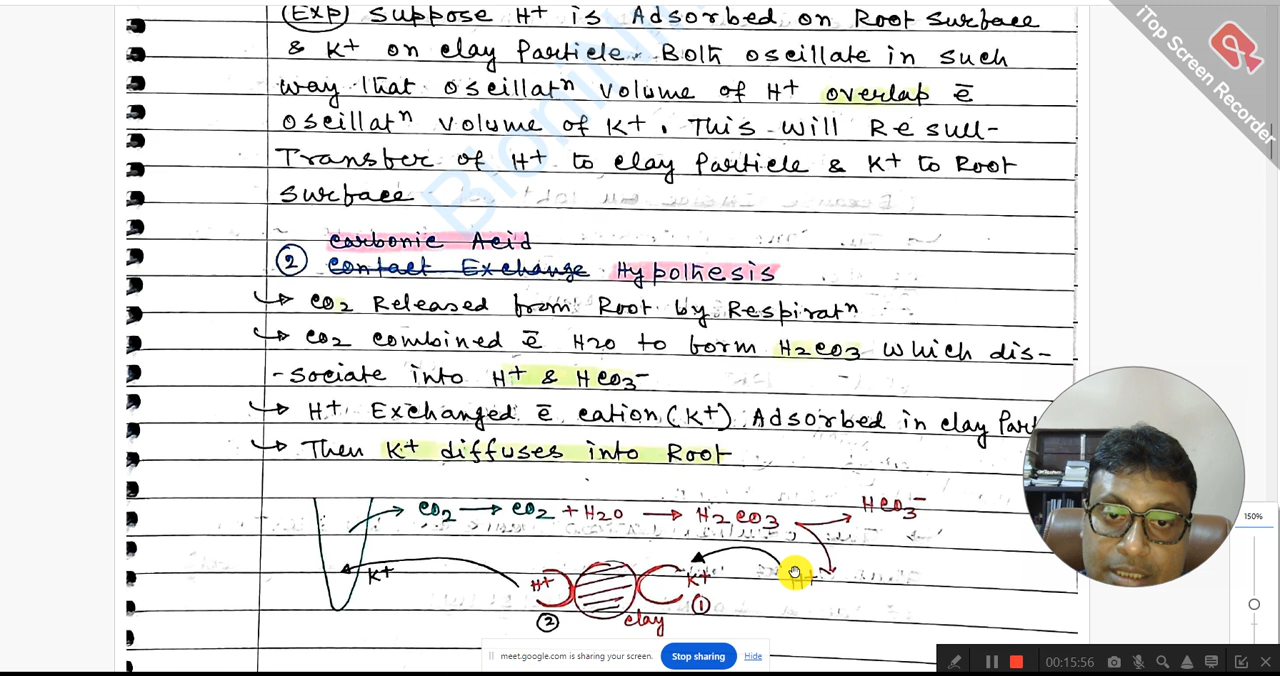 (Exp) Suppose H+ is Adsorbed on Root surface
& K+ on clay Particle. Both oscillate in such
way that oscillatⁿ volume of H+ overlap c̄
oscillatⁿ volume of K+. This will Result-
Transfer of H+ to clay Particle & K+ to Root
surface
carbonic Acid
② contact Exchange Hypothesis
↳ CO2 Released from Root by Respiratⁿ
↳ CO2 combined c̄ H2O to form H2CO3 which dis-
-sociate into H+ & HCO3-
↳ H+ Exchanged c̄ cation (K+) Adsorbed in clay Part
↳ Then K+ diffuses into Root
CO2 → CO2 + H2O → H2CO3 HCO3-
K+ H+ K+ H+
② clay ①
iTop Screen Recorder
150%
meet.google.com is sharing your screen. Stop sharing Hide
00:15:56